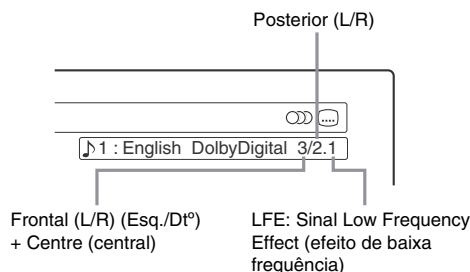 Posterior (L/R)
♪1 : English DolbyDigital 3/2.1
Frontal (L/R) (Esq./Dtº)
+ Centre (central)
LFE: Sinal Low Frequency
Effect (efeito de baixa
frequência)